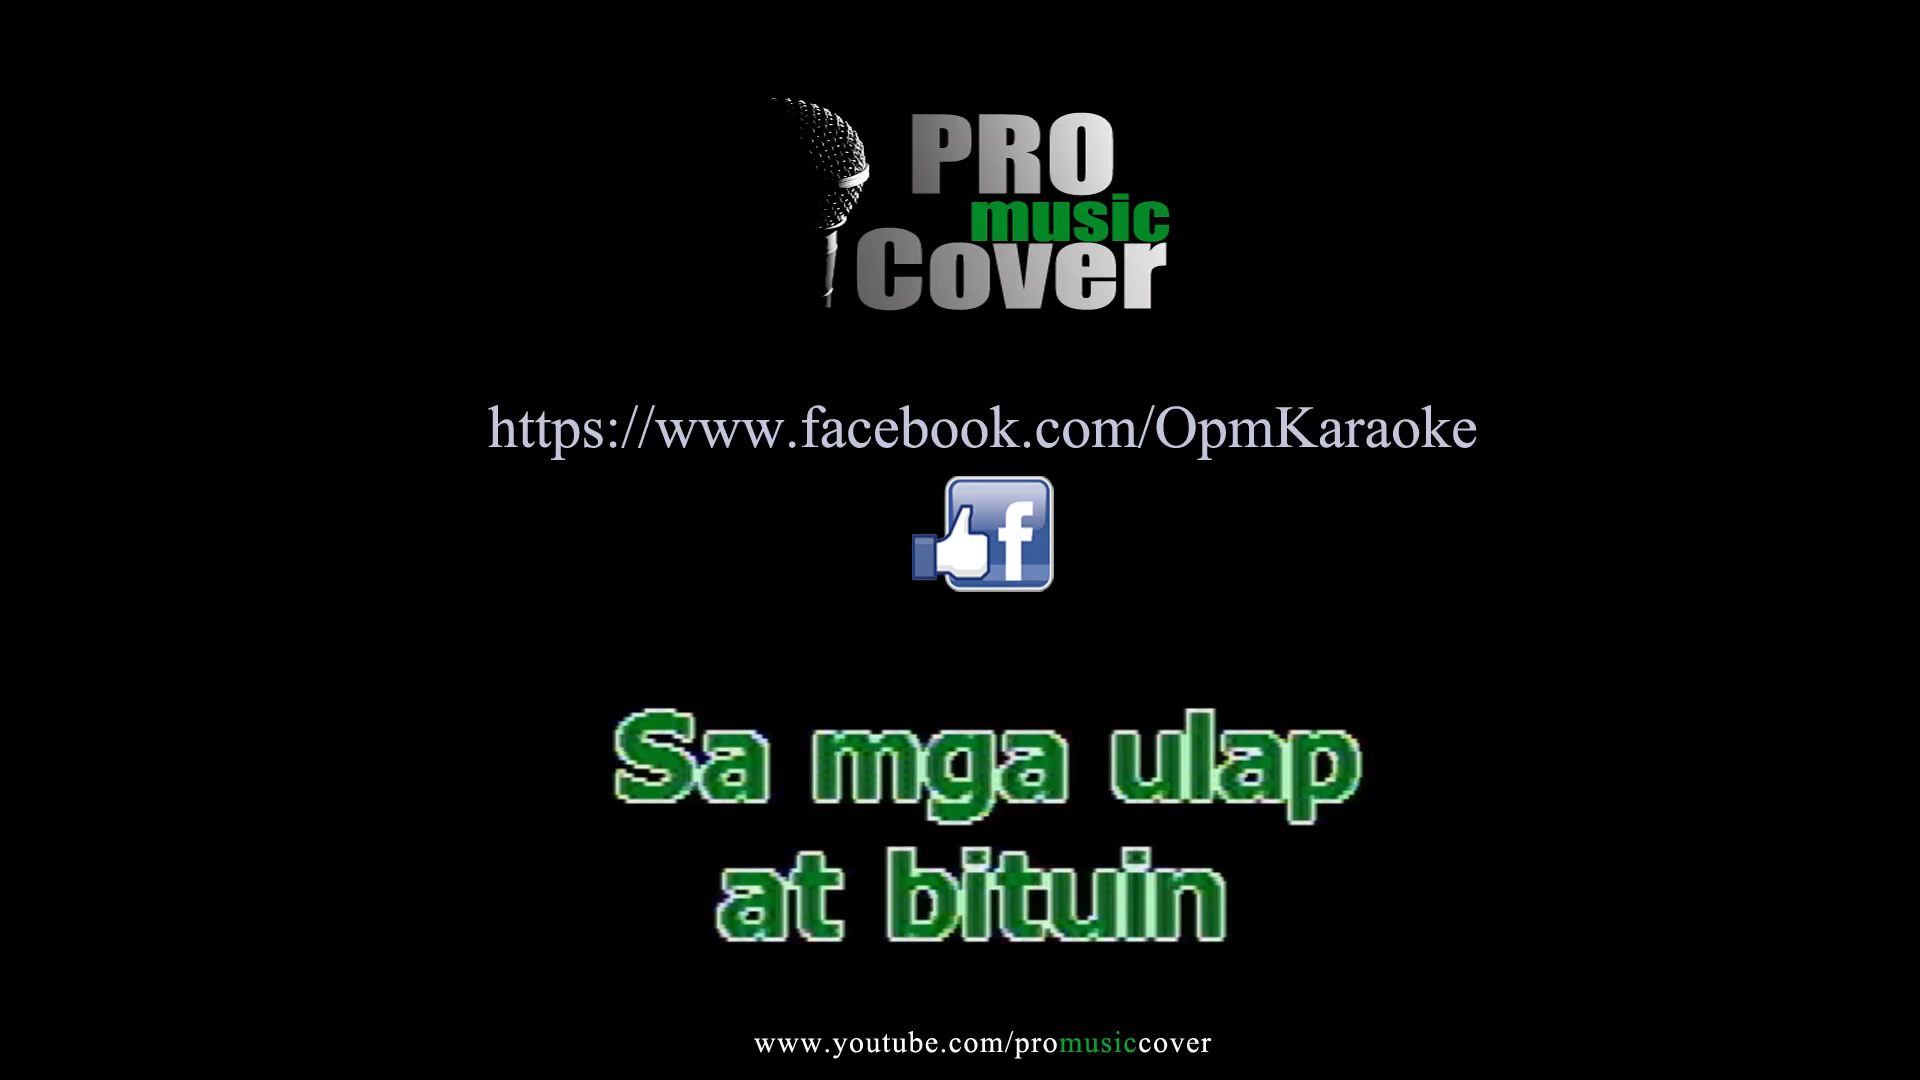 PRO
music
Cover
https://www.facebook.com/OpmKaraoke
f
Sa mga ulap
at bituin
www.youtube.com/promusiccover